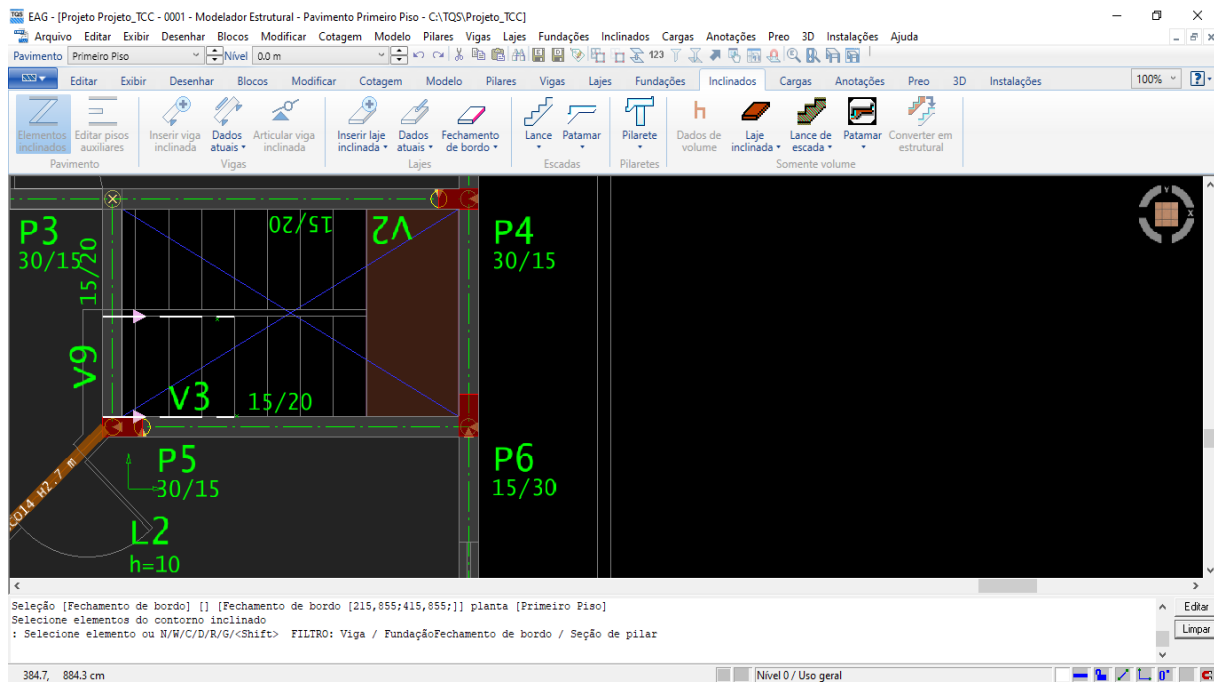 TQS EAG - [Projeto Projeto_TCC - 0001 - Modelador Estrutural - Pavimento Primeiro Piso - C:\TQS\Projeto_TCC]
Arquivo Editar Exibir Desenhar Blocos Modificar Cotagem Modelo Pilares Vigas Lajes Fundações Inclinados Cargas Anotações Preo 3D Instalações Ajuda
Pavimento Primeiro Piso Nível 0.0 m 123
Editar Exibir Desenhar Blocos Modificar Cotagem Modelo Pilares Vigas Lajes Fundações Inclinados Cargas Anotações Preo 3D Instalações 100% ?
Elementos inclinados
Editar pisos auxiliares
Inserir viga inclinada
Dados atuais
Articular viga inclinada
Inserir laje inclinada
Dados atuais
Fechamento de bordo
Lance
Patamar
Pilarete
h
Dados de volume
Laje inclinada
Lance de escada
Patamar
Converter em estrutural
Pavimento Vigas Lajes Escadas Pilaretes Somente volume
Y
X
P3
30/15
15/20
15/20
V2
P4
30/15
V9
V3
15/20
P5
30/15
P6
15/30
CO14 H2.7 m
L2
h=10
Seleção [Fechamento de bordo] [] [Fechamento de bordo [215,855;415,855;]] planta [Primeiro Piso]
Selecione elementos do contorno inclinado
: Selecione elemento ou N/W/C/D/R/G/<Shift> FILTRO: Viga / FundaçãoFechamento de bordo / Seção de pilar
Editar
Limpar
384.7, 884.3 cm
Nível 0 / Uso geral
0°